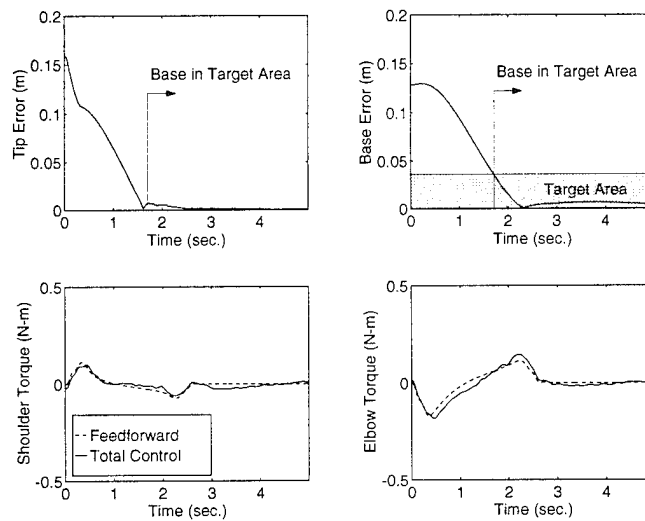 0.2
0.15
0.1
0.05
0
Tip Error (m)
Base in Target Area
0 1 2 3 4
Time (sec.)
0.2
0.15
0.1
0.05
0
Base Error (m)
Base in Target Area
Target Area
0 1 2 3 4
Time (sec.)
0.5
0
-0.5
Shoulder Torque (N-m)
Feedforward
Total Control
0 1 2 3 4
Time (sec.)
0.5
0
-0.5
Elbow Torque (N-m)
0 1 2 3 4
Time (sec.)